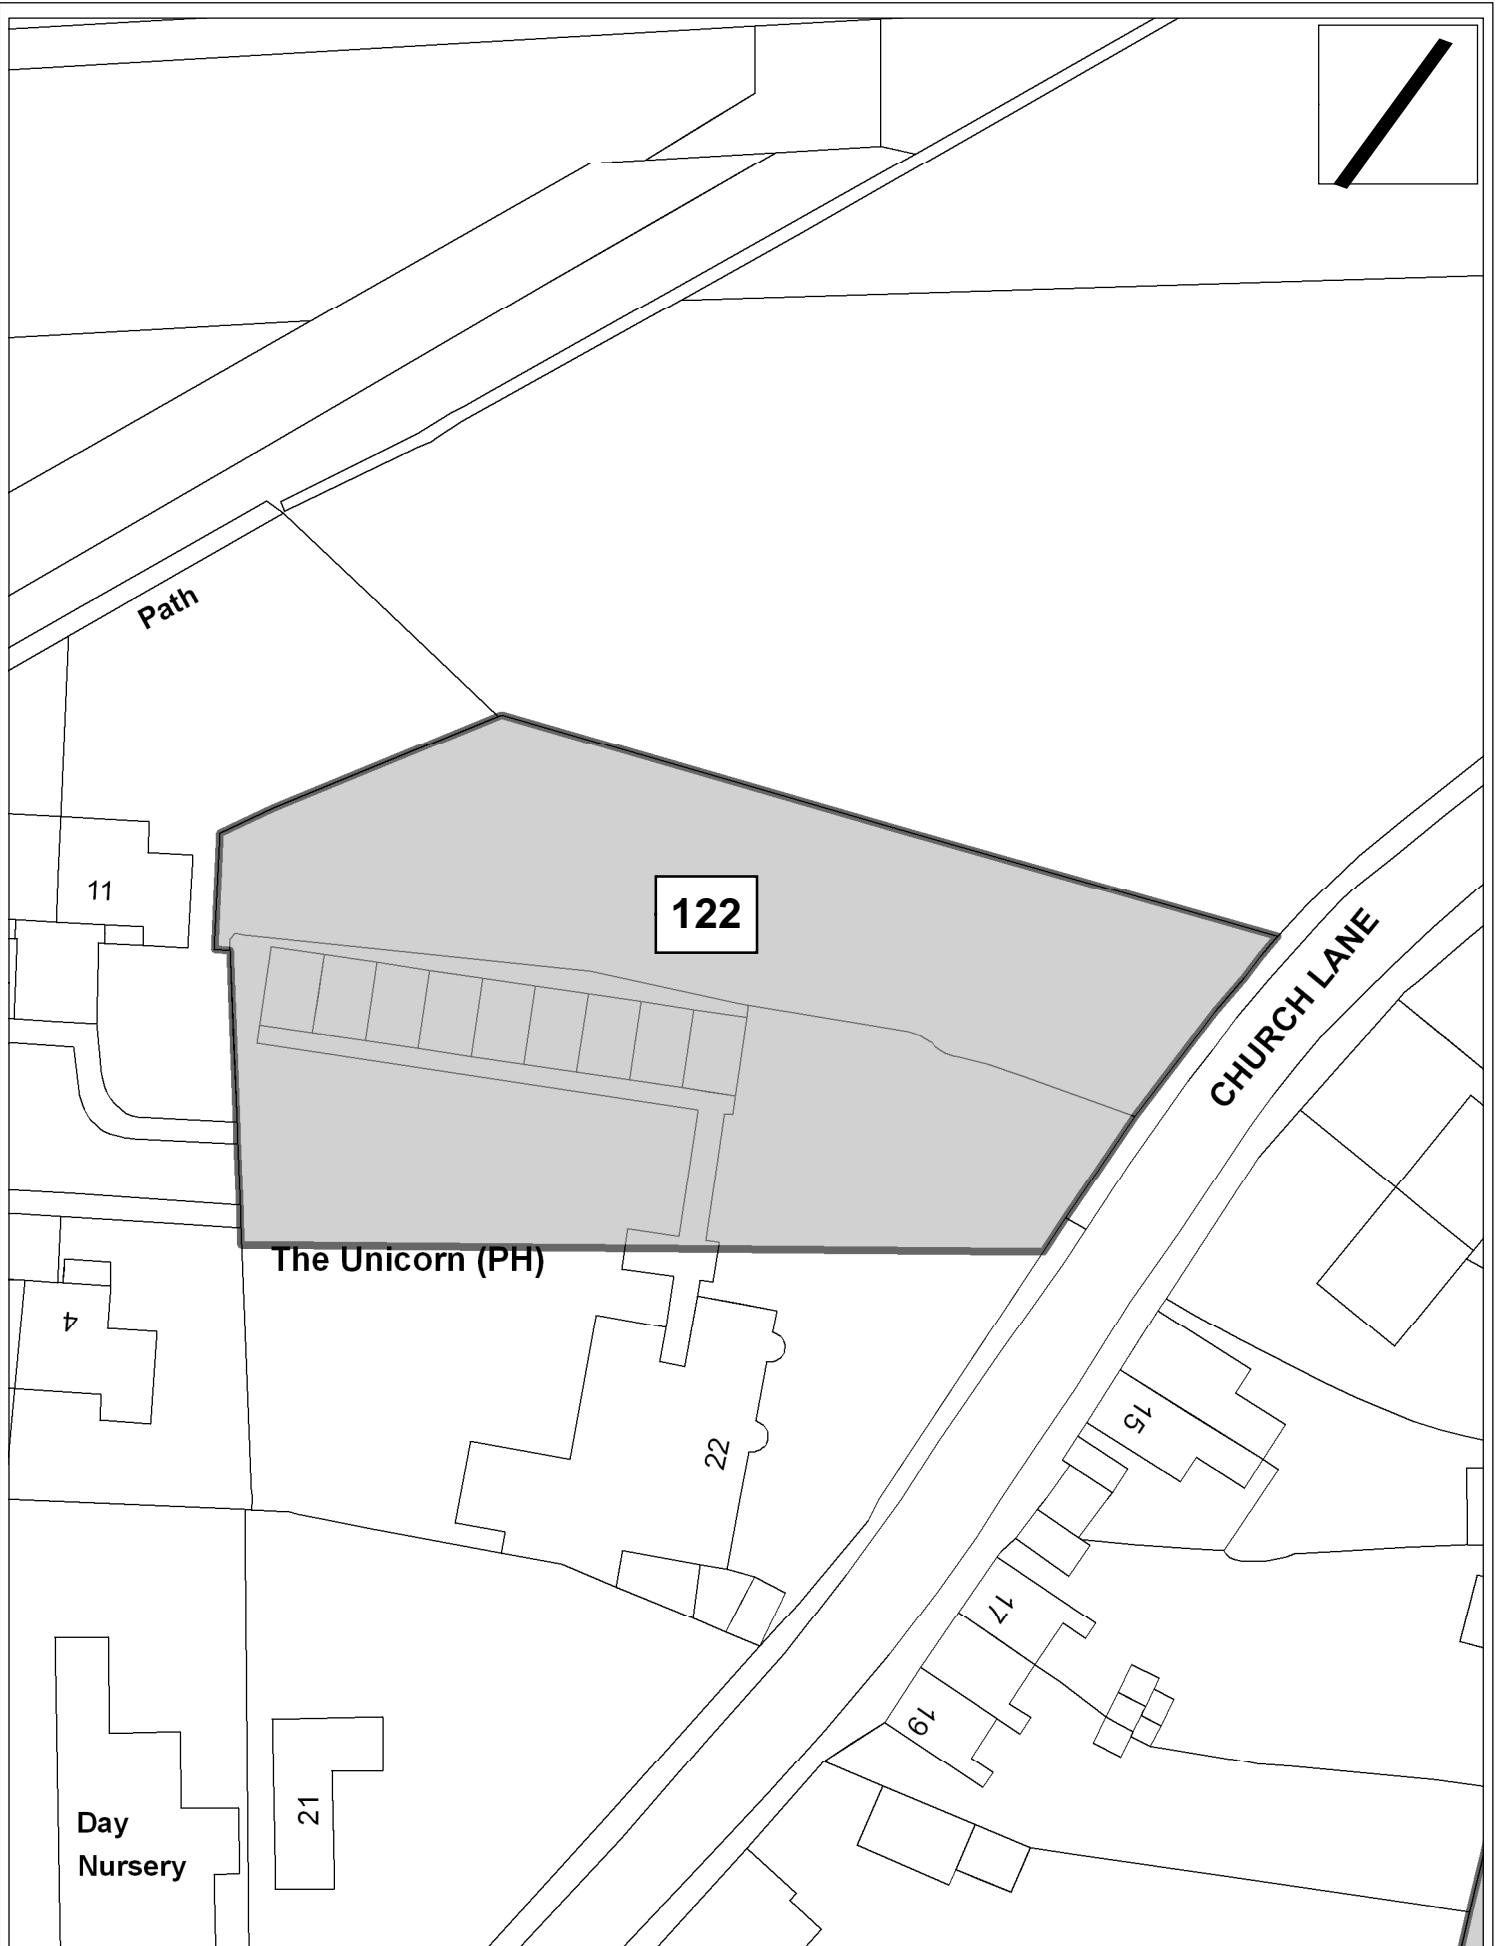 Path
11
122
CHURCH LANE
The Unicorn (PH)
4
15
22
17
19
21
Day
Nursery